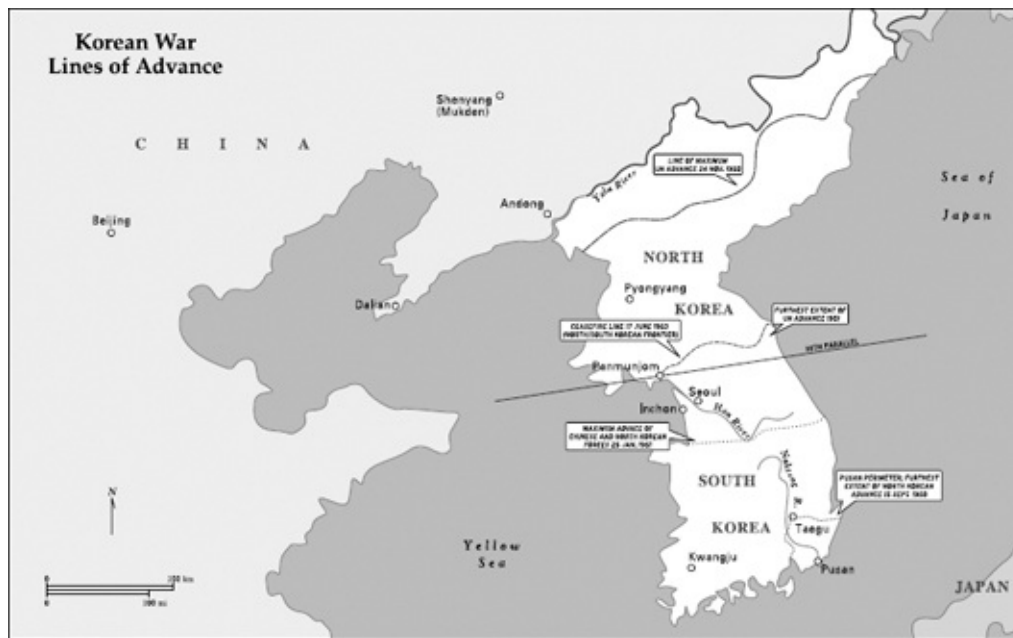 Korean War
Lines of Advance
Shenyang
(Mukden)
C H I N A
LINE OF MAXIMUM
UN ADVANCE 24 NOV. 1950
Yalu River
Sea of
Japan
Andong
Beijing
NORTH
KOREA
Pyongyang
Dalian
FURTHEST EXTENT OF
UN ADVANCE 1951
CEASEFIRE LINE 17 JUNE 1953
(NORTH/SOUTH KOREAN FRONTIER)
38TH PARALLEL
Panmunjom
Seoul
Inchon
Han River
MAXIMUM ADVANCE OF
CHINESE AND NORTH KOREAN
FORCES 25 JAN. 1951
Naktong R.
SOUTH
KOREA
PUSAN PERIMETER, FURTHEST
EXTENT OF NORTH KOREAN
ADVANCE 15 SEPT. 1950
Taegu
N
Yellow
Sea
Kwangju
Pusan
0
200 km
0
100 mi
JAPAN